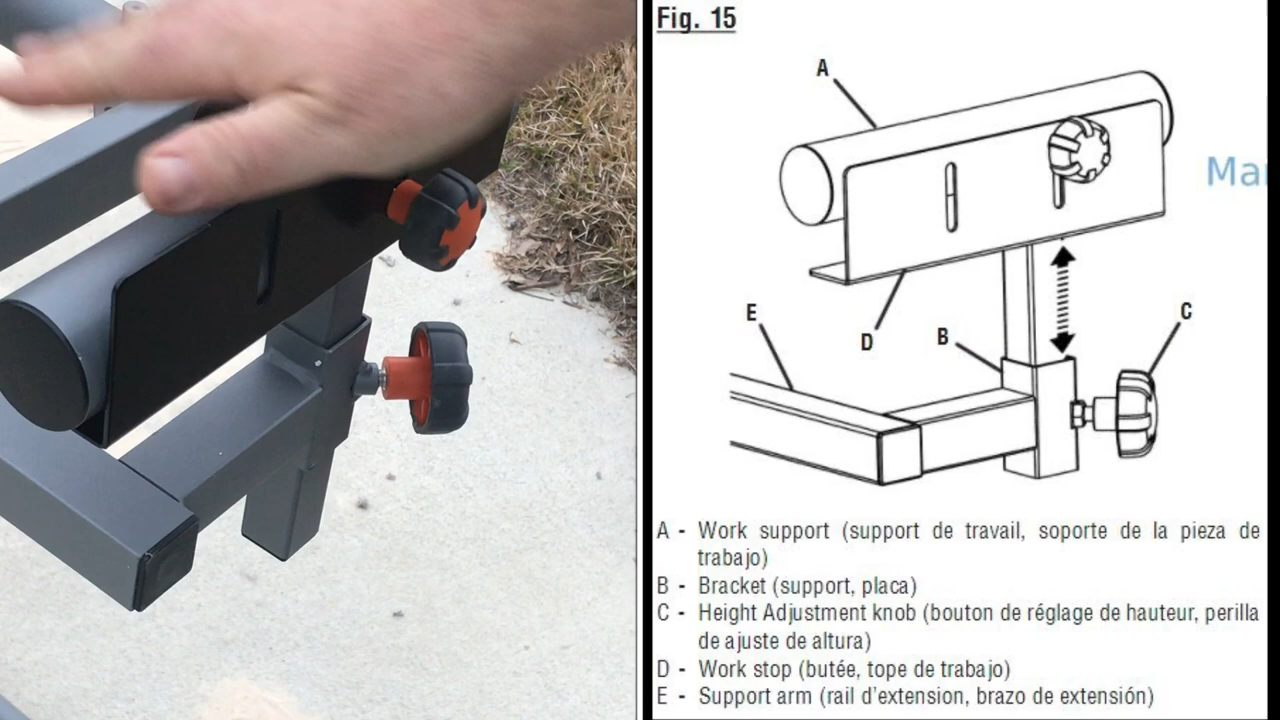 Fig. 15
A
E
B
C
D
A - Work support (support de travail, soporte de la pieza de
trabajo)
B - Bracket (support, placa)
C - Height Adjustment knob (bouton de réglage de hauteur, perilla
de ajuste de altura)
D - Work stop (butée, tope de trabajo)
E - Support arm (rail d'extension, brazo de extensión)